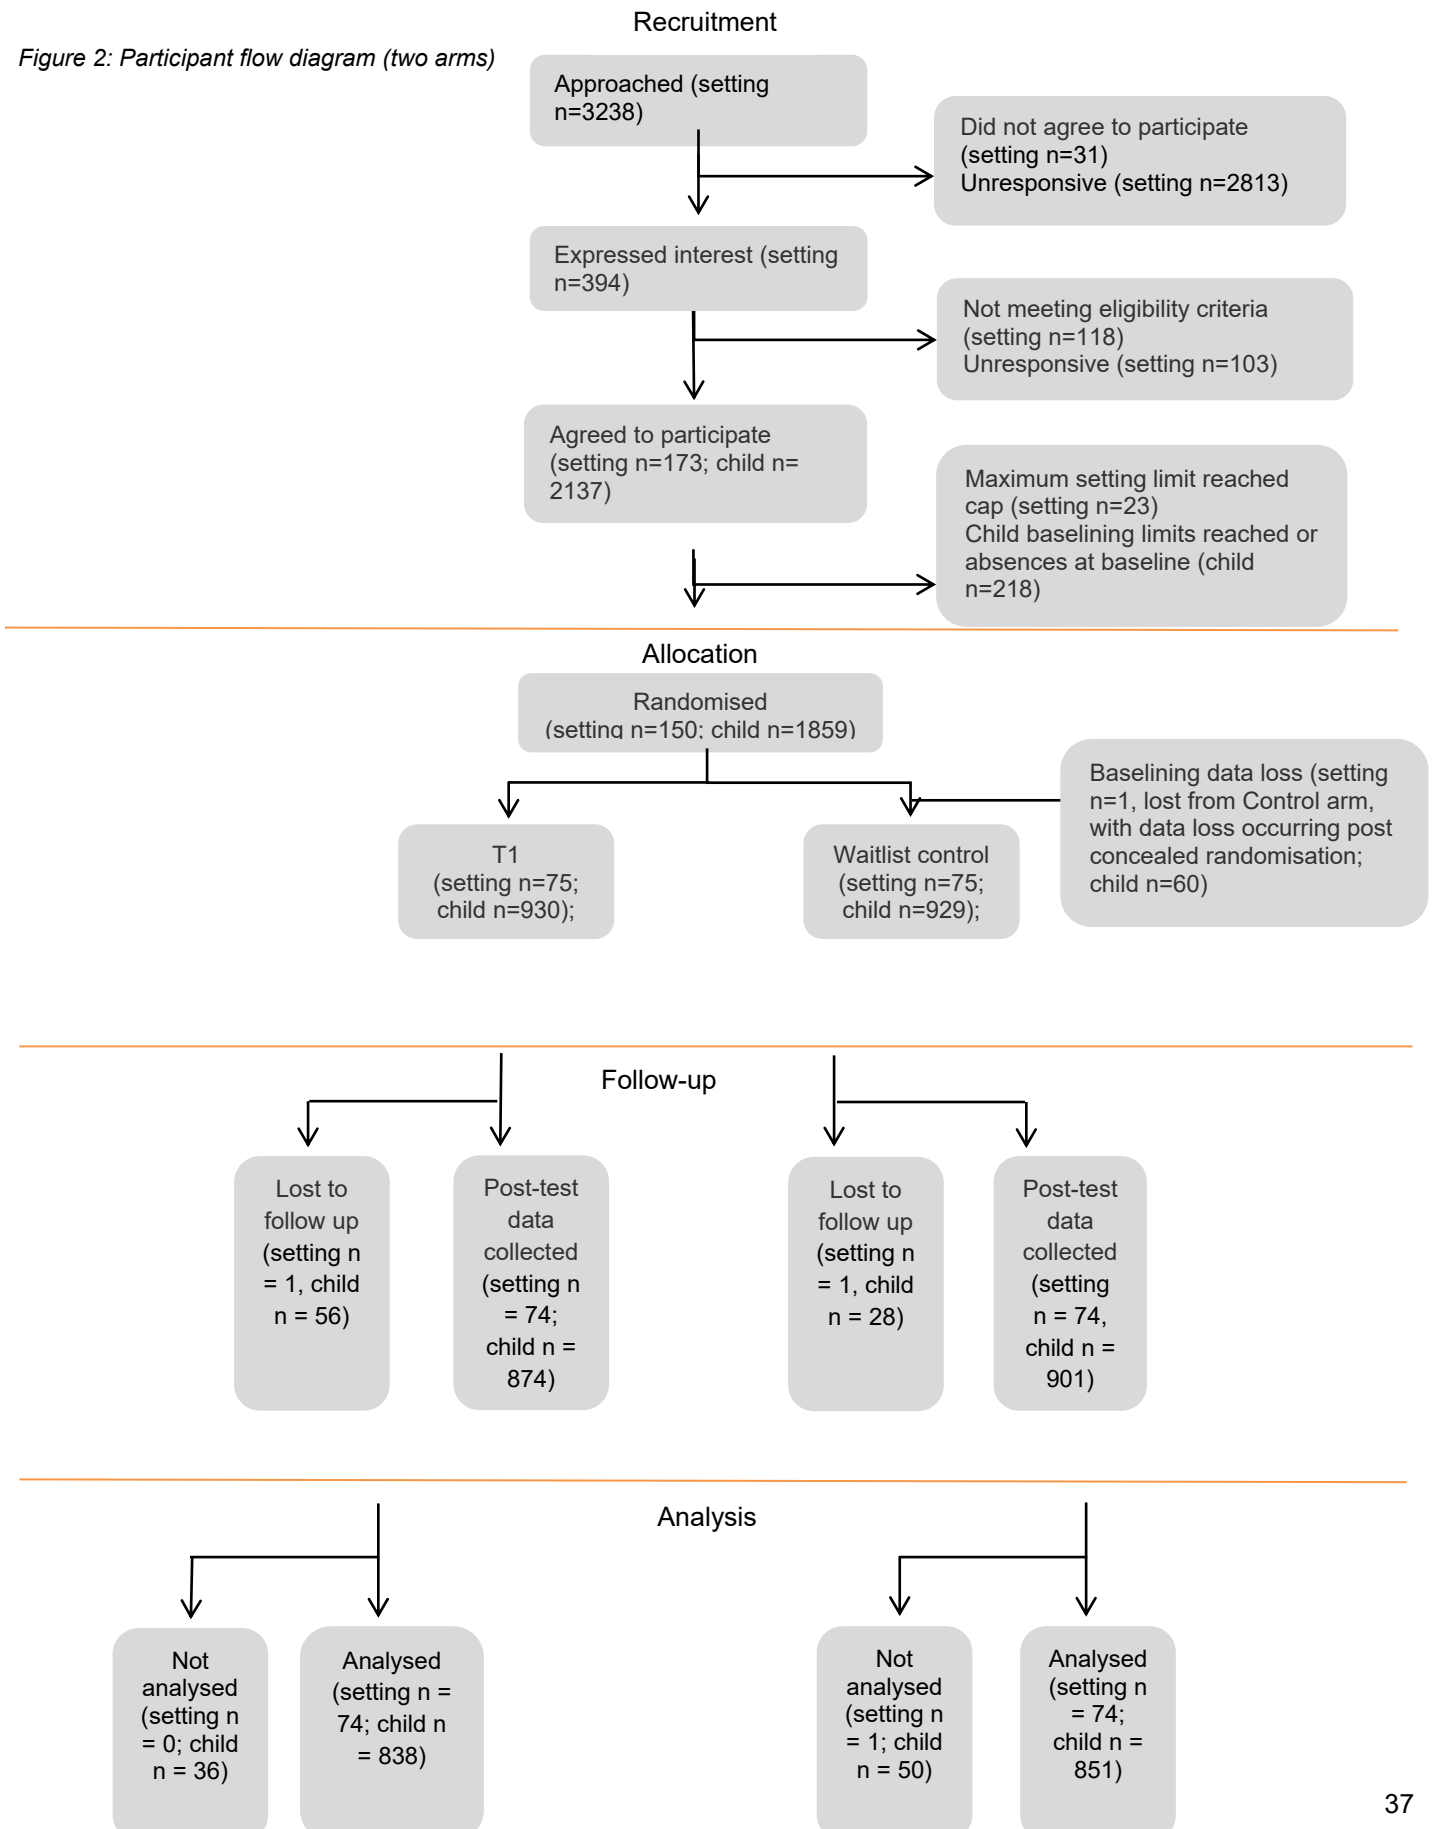 Recruitment
Figure 2: Participant flow diagram (two arms)
Approached (setting
n=3238)
Did not agree to participate
(setting n=31)
Unresponsive (setting n=2813)
Expressed interest (setting
n=394)
Not meeting eligibility criteria
(setting n=118)
Unresponsive (setting n=103)
Agreed to participate
(setting n=173; child n=
2137)
Maximum setting limit reached
cap (setting n=23)
Child baselining limits reached or
absences at baseline (child
n=218)
Allocation
Randomised
(setting n=150; child n=1859)
Baselining data loss (setting
n=1, lost from Control arm,
with data loss occurring post
concealed randomisation;
child n=60)
T1
(setting n=75;
child n=930);
Waitlist control
(setting n=75;
child n=929);
Follow-up
Lost to
follow up
(setting n
= 1, child
n = 56)
Post-test
data
collected
(setting n
= 74;
child n =
874)
Lost to
follow up
(setting n
= 1, child
n = 28)
Post-test
data
collected
(setting
n = 74,
child n =
901)
Analysis
Not
analysed
(setting n
= 0; child
n = 36)
Analysed
(setting n =
74; child n
= 838)
Not
analysed
(setting n
= 1; child
n = 50)
Analysed
(setting n
= 74;
child n =
851)
37